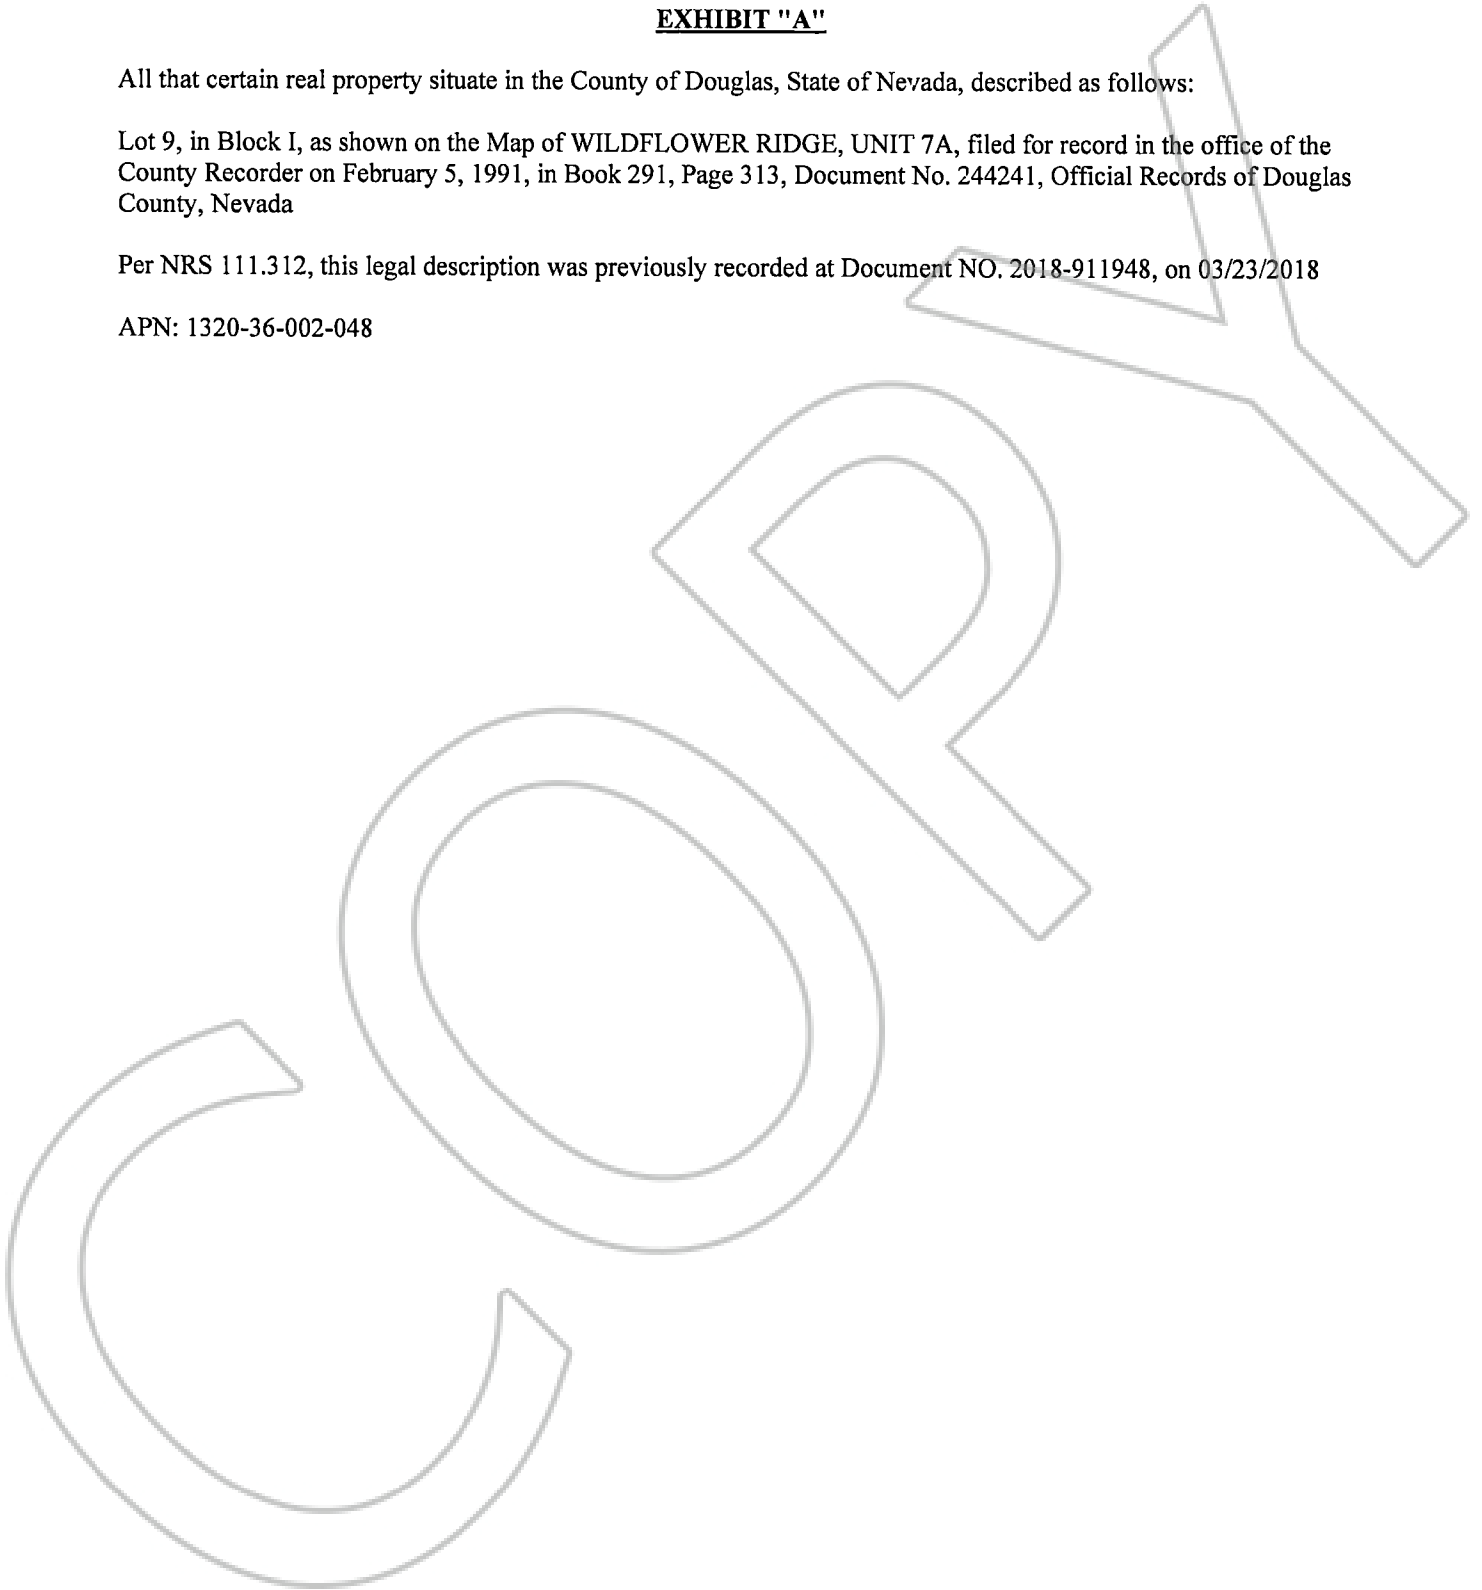 EXHIBIT "A"
All that certain real property situate in the County of Douglas, State of Nevada, described as follows:
Lot 9, in Block I, as shown on the Map of WILDFLOWER RIDGE, UNIT 7A, filed for record in the office of the
County Recorder on February 5, 1991, in Book 291, Page 313, Document No. 244241, Official Records of Douglas
County, Nevada
Per NRS 111.312, this legal description was previously recorded at Document NO. 2018-911948, on 03/23/2018
APN: 1320-36-002-048
COPY